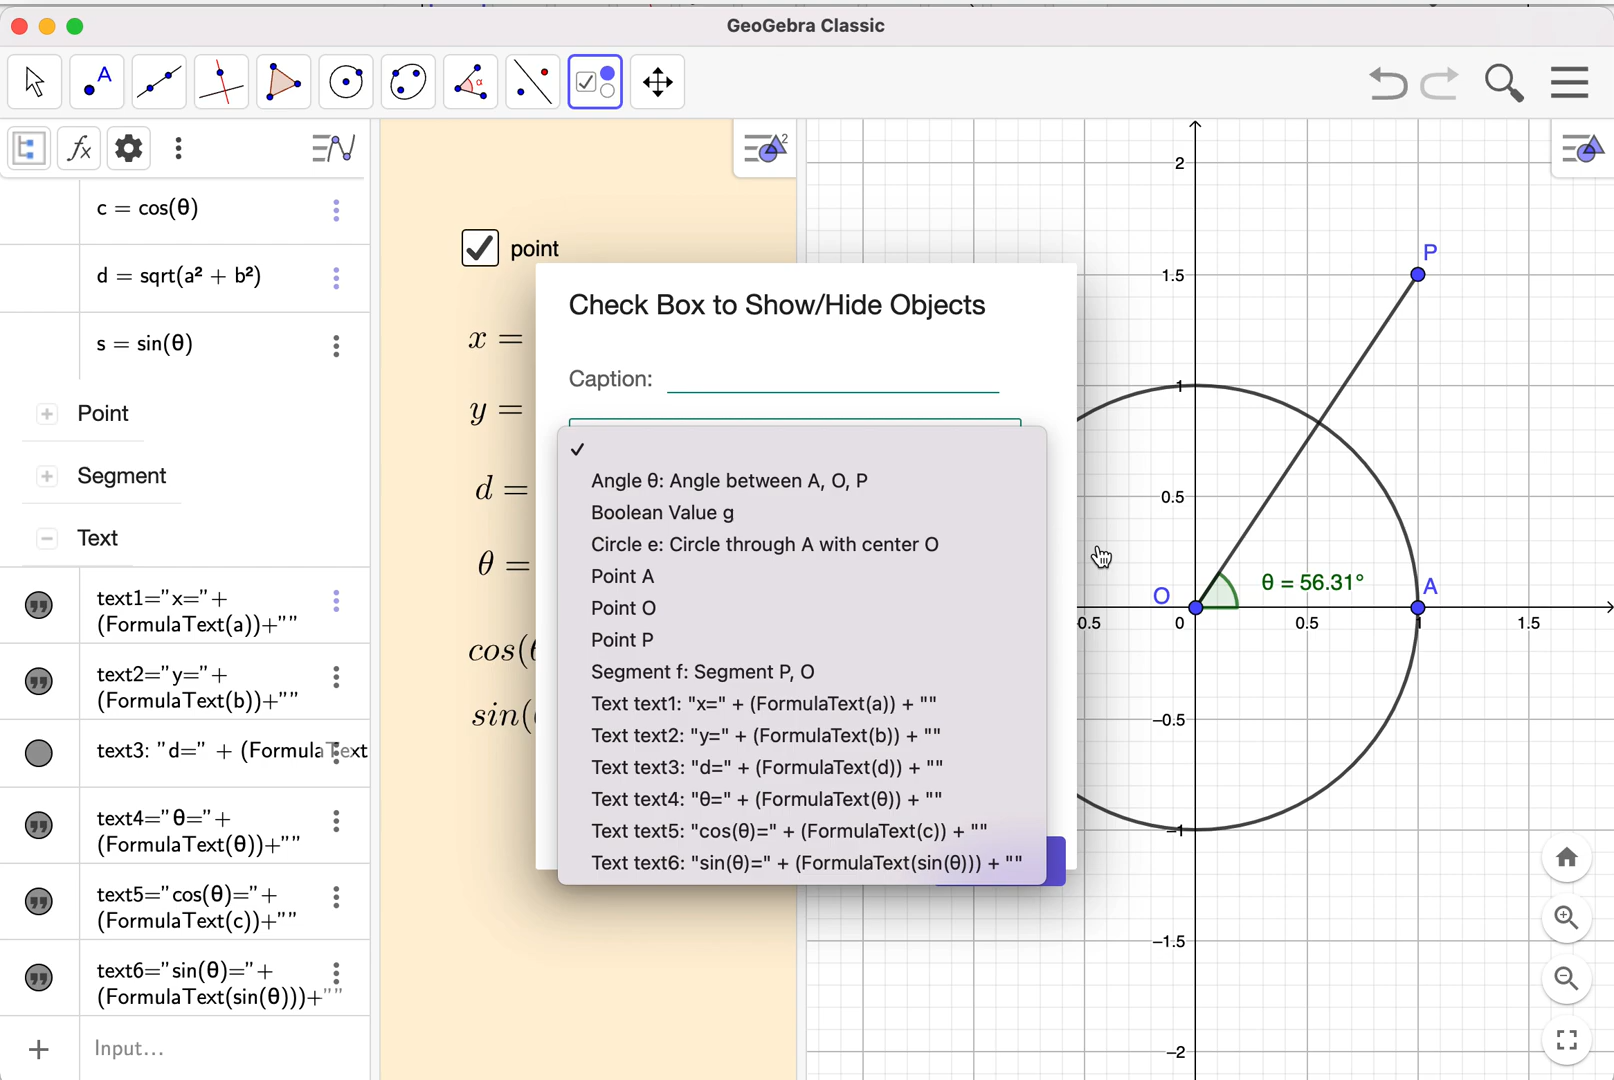 GeoGebra Classic
A
α
fx
2
c = cos(θ)
d = sqrt(a² + b²)
s = sin(θ)
Point
Segment
Text
text1="x="+
(FormulaText(a))+""
text2="y="+
(FormulaText(b))+""
text3: "d=" + (FormulaText
text4="θ="+
(FormulaText(θ))+""
text5="cos(θ)="+
(FormulaText(c))+""
text6="sin(θ)="+
(FormulaText(sin(θ)))+""
Input...
point
x =
y =
d =
θ =
cos(θ
sin(
Check Box to Show/Hide Objects
Caption:
✓
Angle θ: Angle between A, O, P
Boolean Value g
Circle e: Circle through A with center O
Point A
Point O
Point P
Segment f: Segment P, O
Text text1: "x=" + (FormulaText(a)) + ""
Text text2: "y=" + (FormulaText(b)) + ""
Text text3: "d=" + (FormulaText(d)) + ""
Text text4: "θ=" + (FormulaText(θ)) + ""
Text text5: "cos(θ)=" + (FormulaText(c)) + ""
Text text6: "sin(θ)=" + (FormulaText(sin(θ))) + ""
2
P
1.5
1
0.5
θ = 56.31°
O
A
0.5
0
0.5
1
1.5
−0.5
−1
−1.5
−2